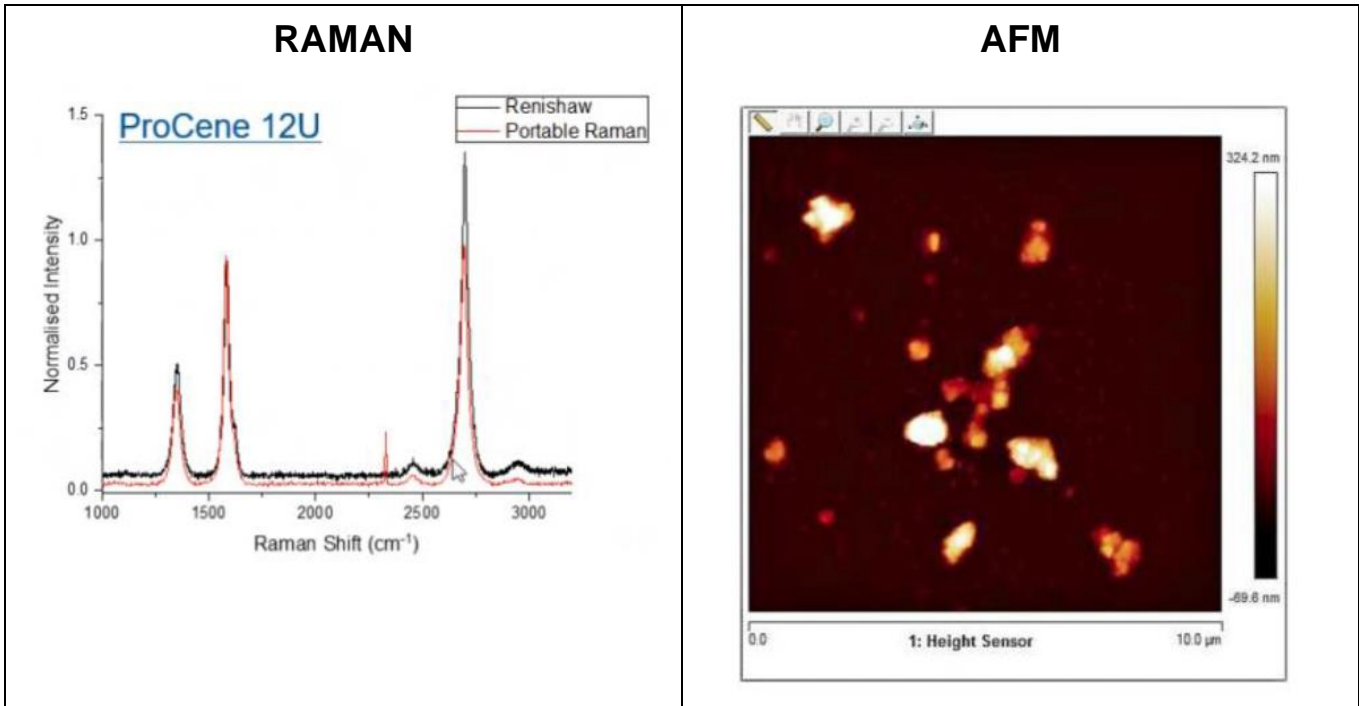 RAMAN
ProCene 12U
Renishaw
Portable Raman
1.5
1.0
0.5
0.0
Normalised Intensity
1000 1500 2000 2500 3000
Raman Shift (cm⁻¹)
AFM
324.2 nm
-69.6 nm
0.0 1: Height Sensor 10.0 µm